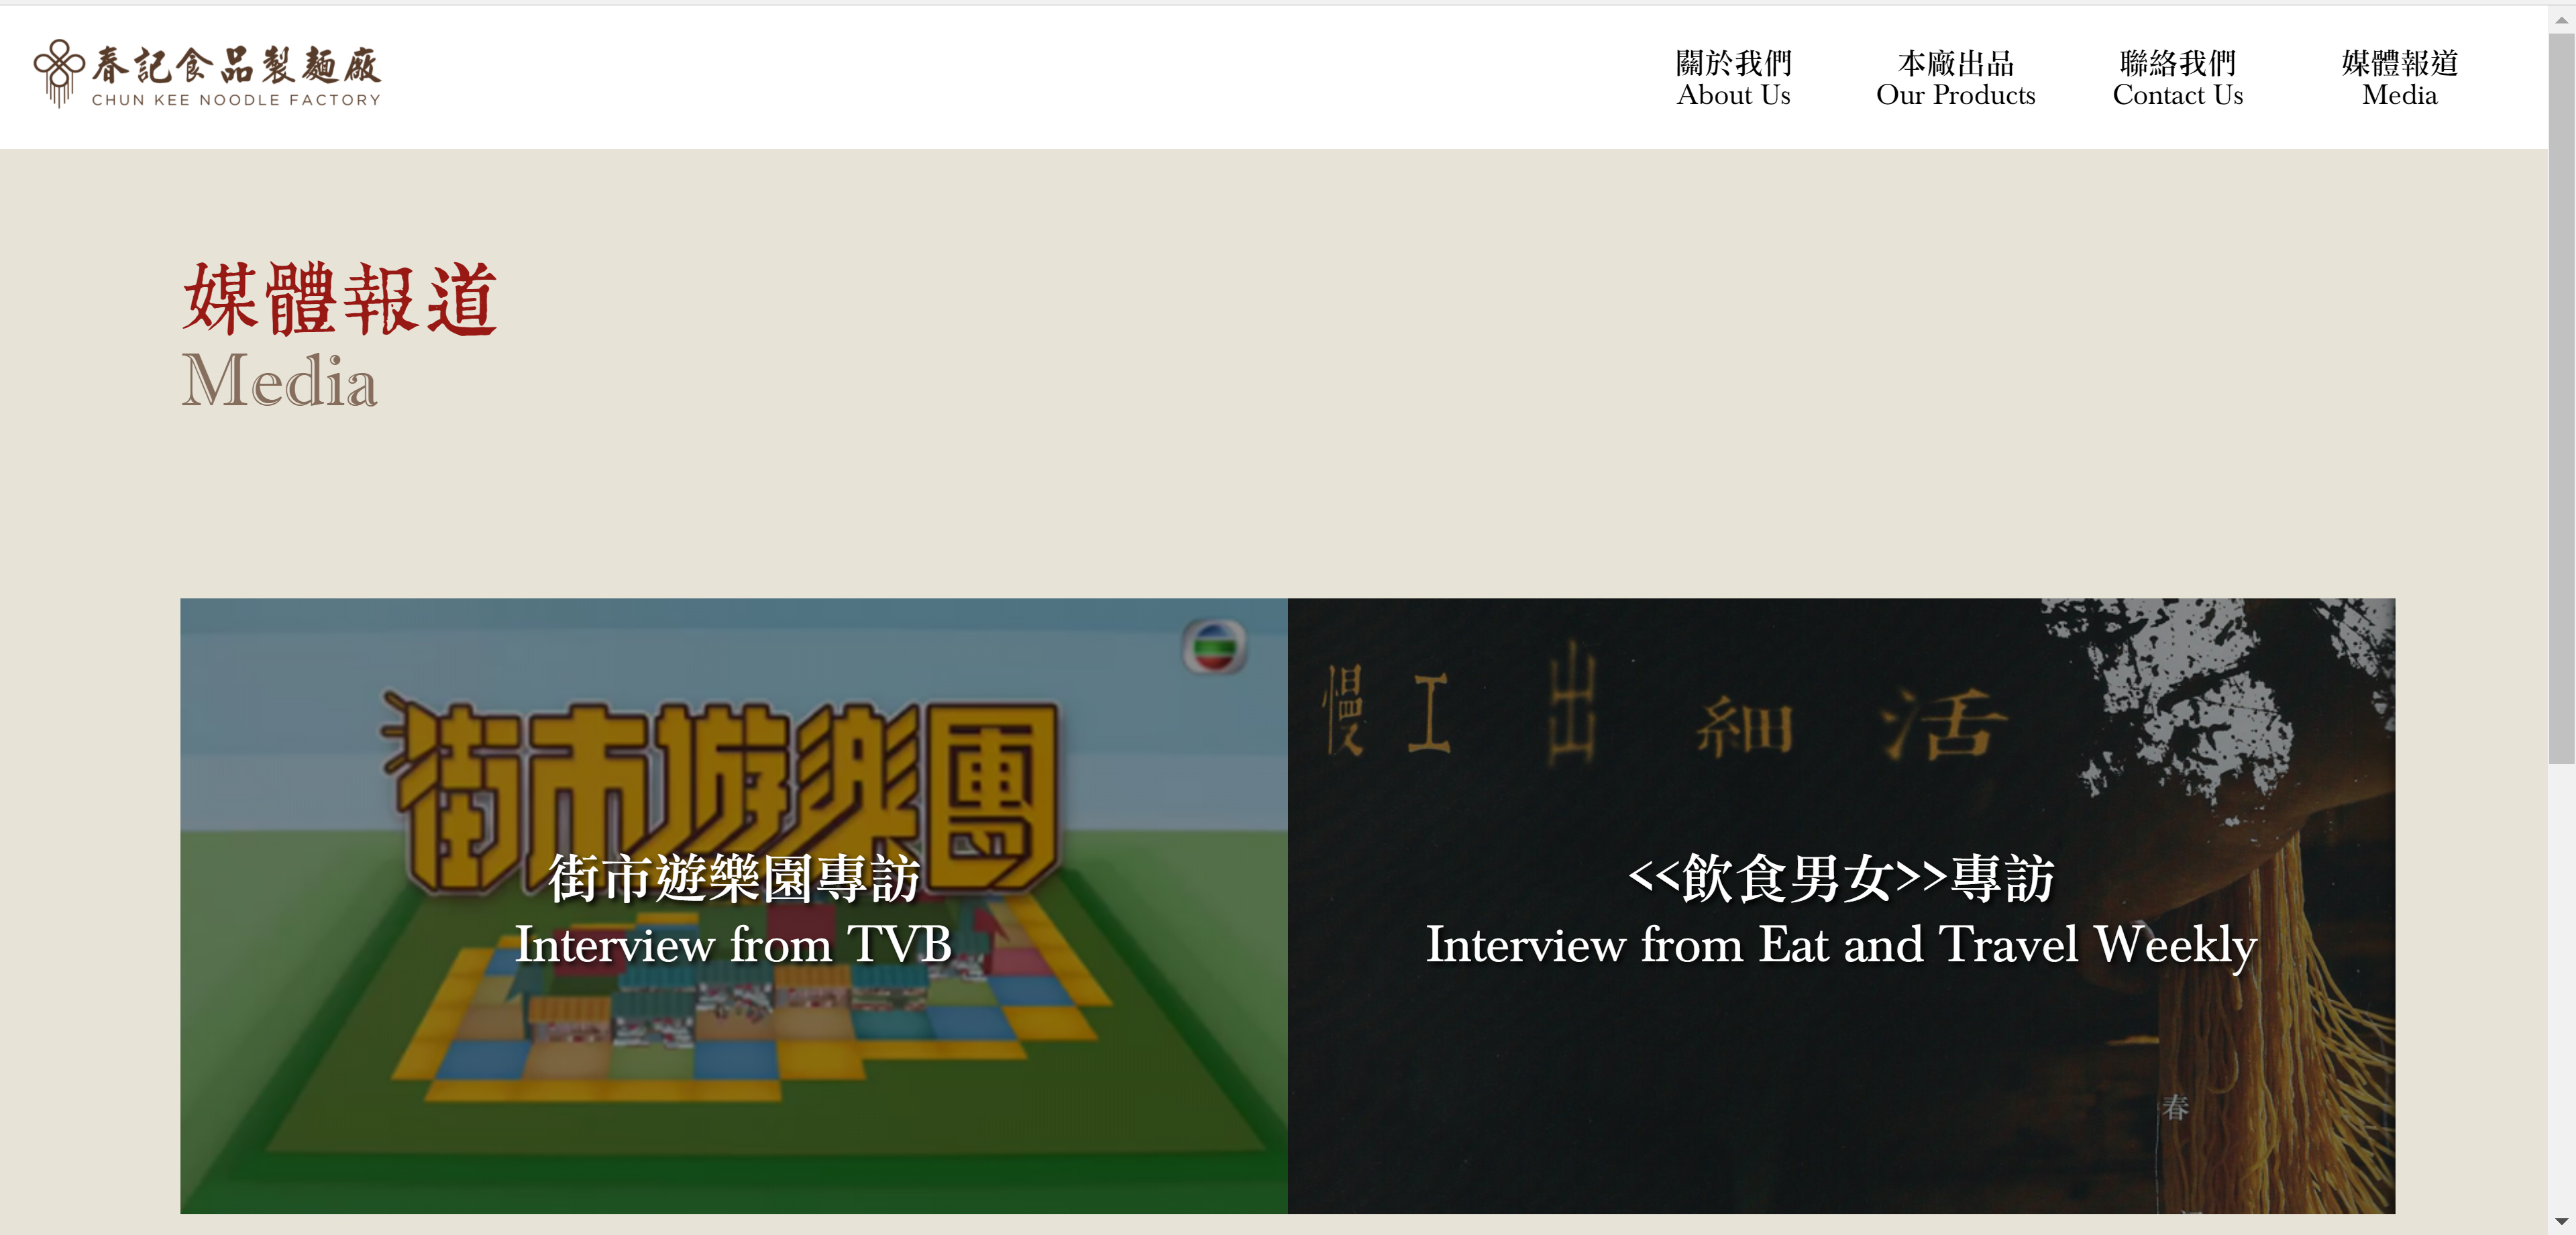 春記食品製麵廠
CHUN KEE NOODLE FACTORY
關於我們
About Us
本廠出品
Our Products
聯絡我們
Contact Us
媒體報道
Media
媒體報道
Media
街市遊樂團
街市遊樂園專訪
Interview from TVB
慢工出細活
<<飲食男女>>專訪
Interview from Eat and Travel Weekly
春